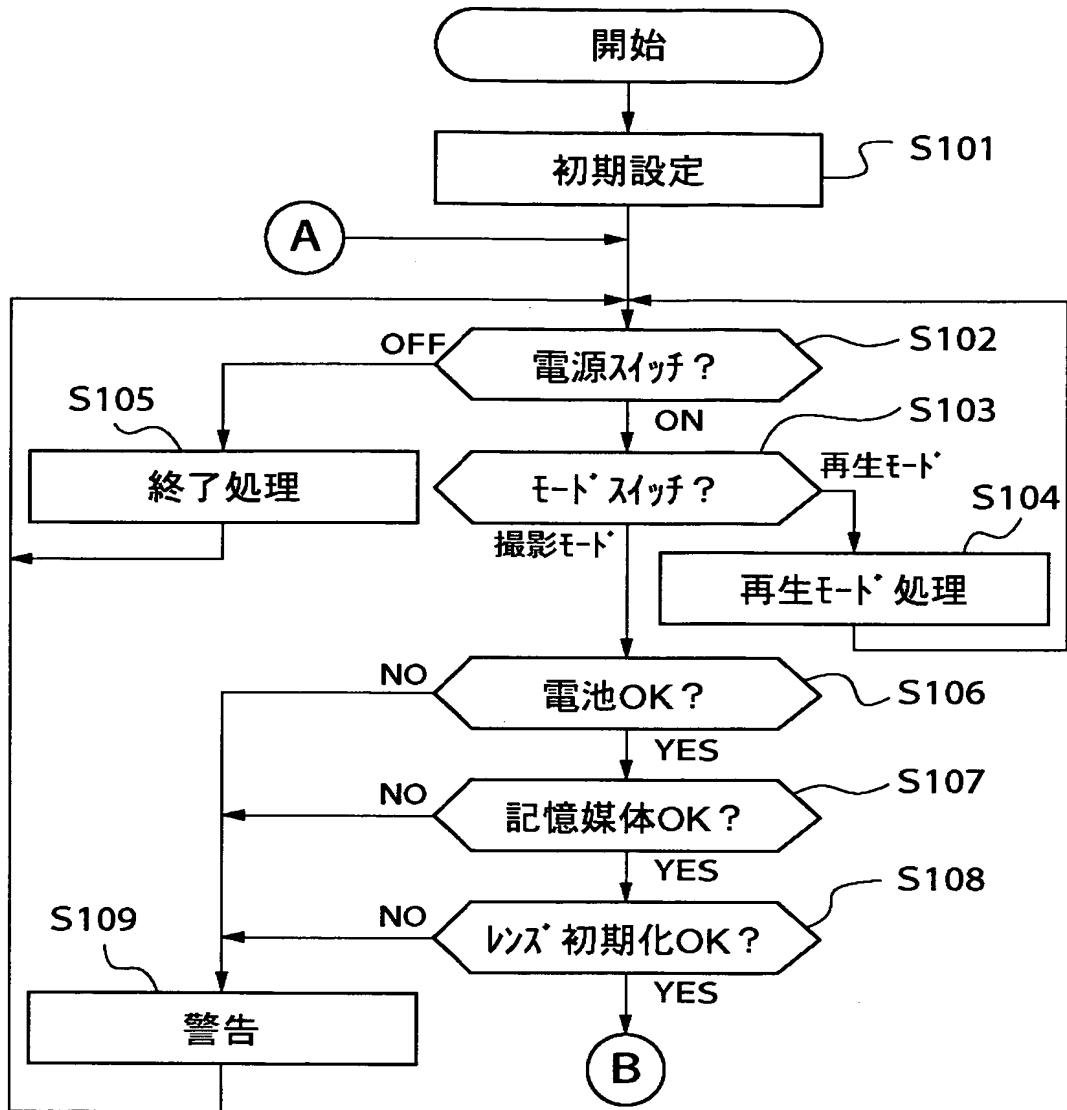 開始
初期設定
S101
A
OFF
電源ｽｲｯﾁ？
S102
ON
S103
S105
終了処理
ﾓｰﾄﾞｽｲｯﾁ？
再生ﾓｰﾄﾞ
S104
撮影ﾓｰﾄﾞ
再生ﾓｰﾄﾞ処理
NO
電池OK？
S106
YES
NO
記憶媒体OK？
S107
YES
NO
ﾚﾝｽﾞ初期化OK？
S108
S109
YES
警告
B